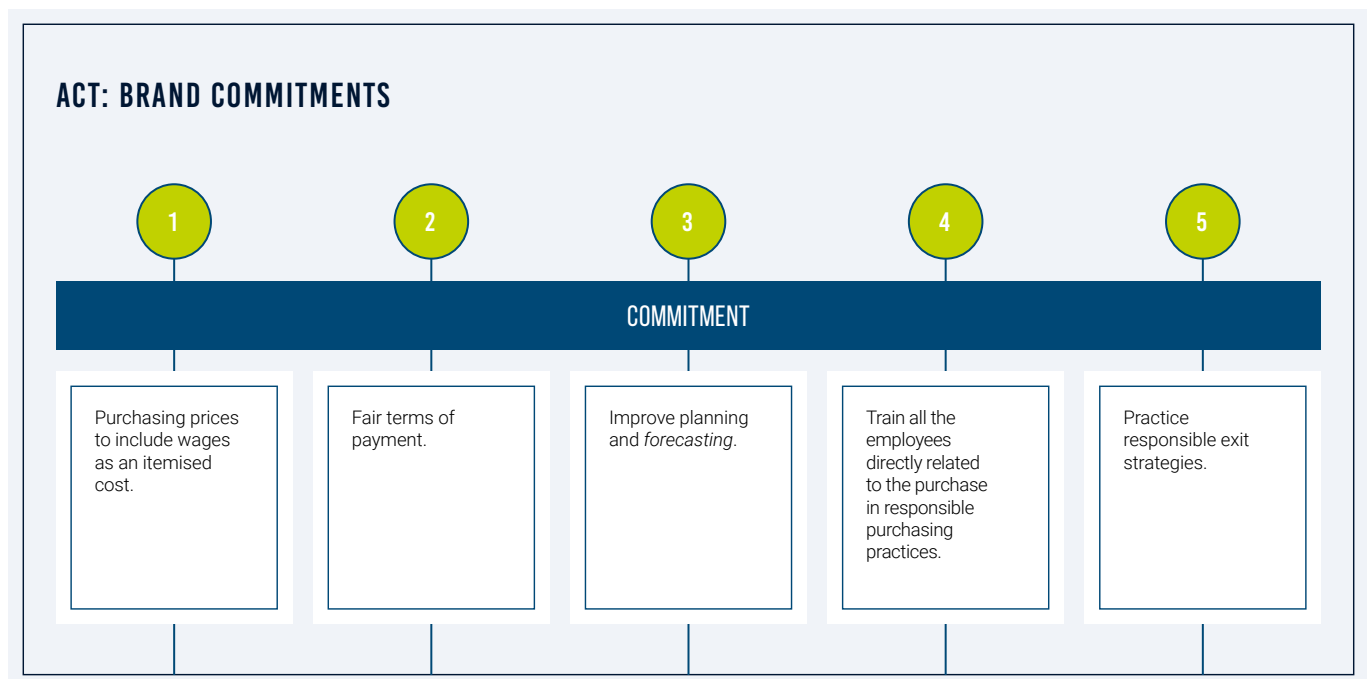 ACT: BRAND COMMITMENTS
1
2
3
4
5
COMMITMENT
Purchasing prices
to include wages
as an itemised
cost.
Fair terms of
payment.
Improve planning
and forecasting.
Train all the
employees
directly related
to the purchase
in responsible
purchasing
practices.
Practice
responsible exit
strategies.